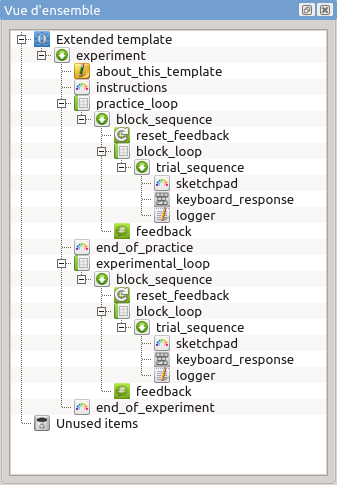 Vue d'ensemble
Extended template
experiment
about_this_template
instructions
practice_loop
block_sequence
reset_feedback
block_loop
trial_sequence
sketchpad
keyboard_response
logger
feedback
end_of_practice
experimental_loop
block_sequence
reset_feedback
block_loop
trial_sequence
sketchpad
keyboard_response
logger
feedback
end_of_experiment
Unused items